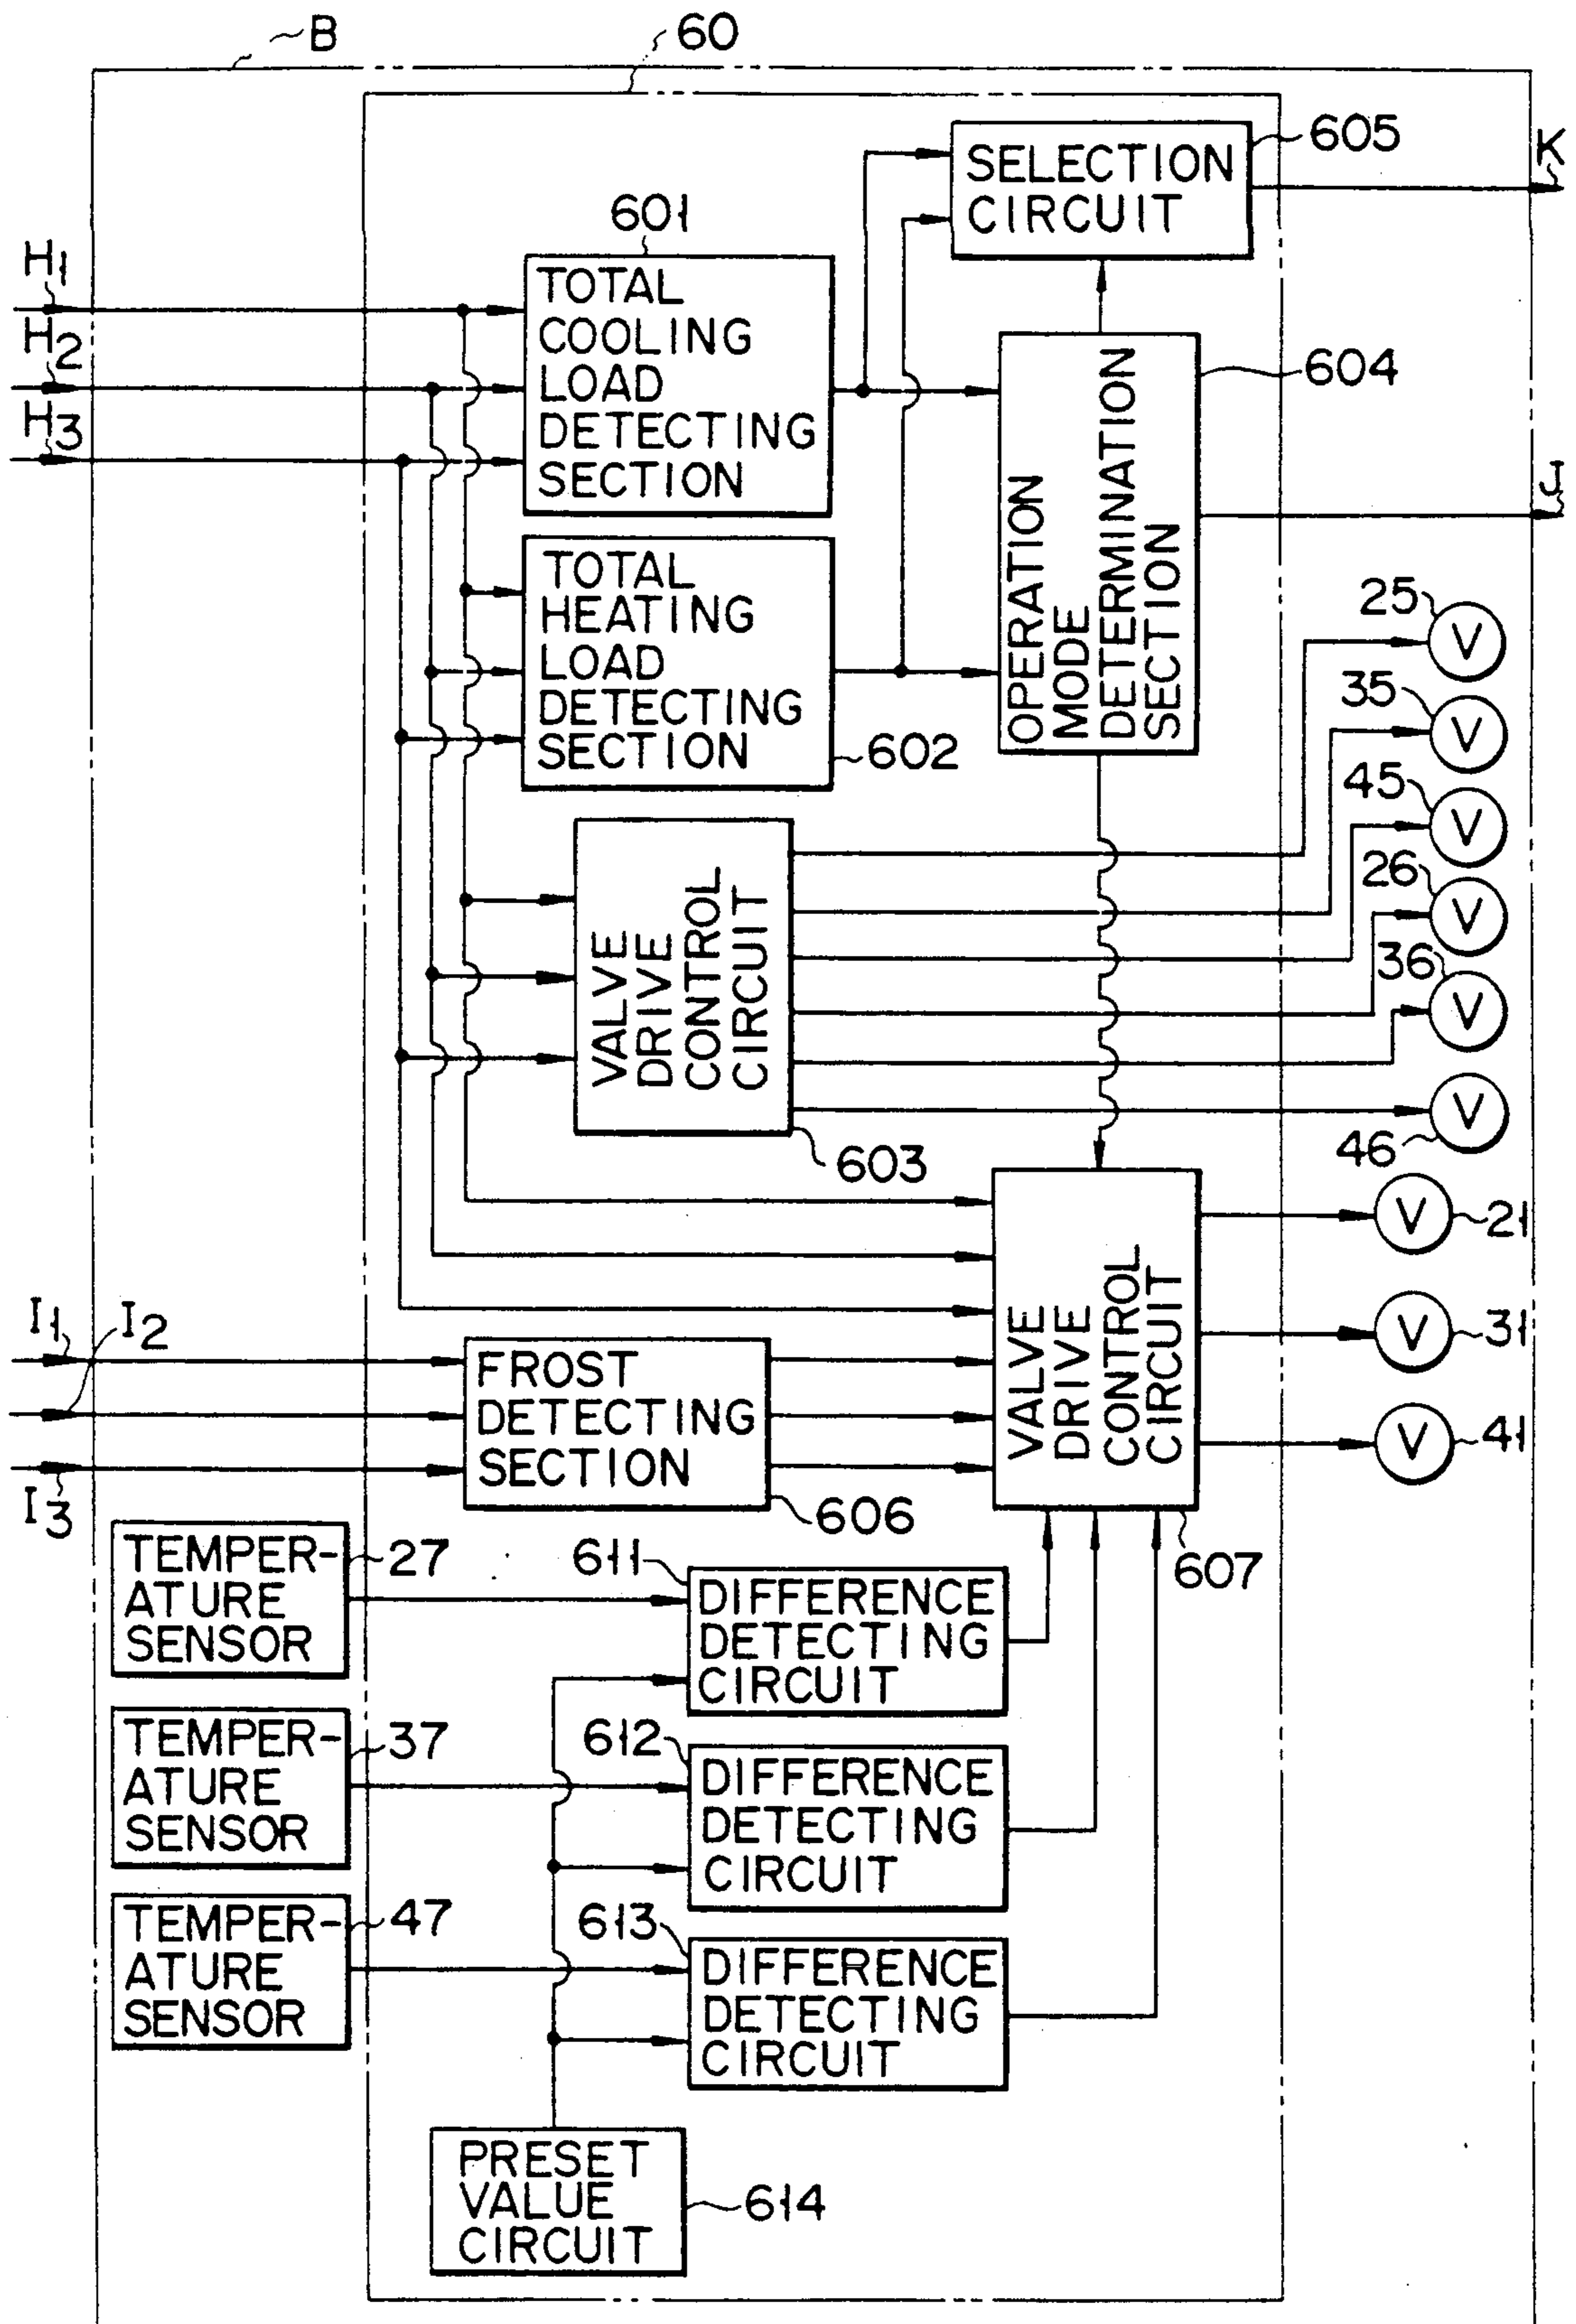 B
60
605
K
SELECTION
CIRCUIT
601
H1
TOTAL
COOLING
LOAD
DETECTING
SECTION
H2
H3
604
OPERATION
MODE
DETERMINATION
SECTION
J
TOTAL
HEATING
LOAD
DETECTING
SECTION
602
25
V
35
V
45
V
26
V
36
V
46
V
VALVE
DRIVE
CONTROL
CIRCUIT
603
V
21
V
31
V
41
VALVE
DRIVE
CONTROL
CIRCUIT
607
I1
I2
I3
FROST
DETECTING
SECTION
606
TEMPER-
ATURE
SENSOR
27
611
DIFFERENCE
DETECTING
CIRCUIT
TEMPER-
ATURE
SENSOR
37
612
DIFFERENCE
DETECTING
CIRCUIT
TEMPER-
ATURE
SENSOR
47
613
DIFFERENCE
DETECTING
CIRCUIT
PRESET
VALUE
CIRCUIT
614